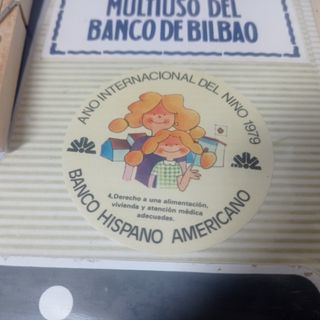 MULTIUSO DEL
BANCO DE BILBAO
AÑO INTERNACIONAL DEL NIÑO 1979
4.Derecho a una alimentación,
vivienda y atención médica
adecuadas.
BANCO HISPANO AMERICANO